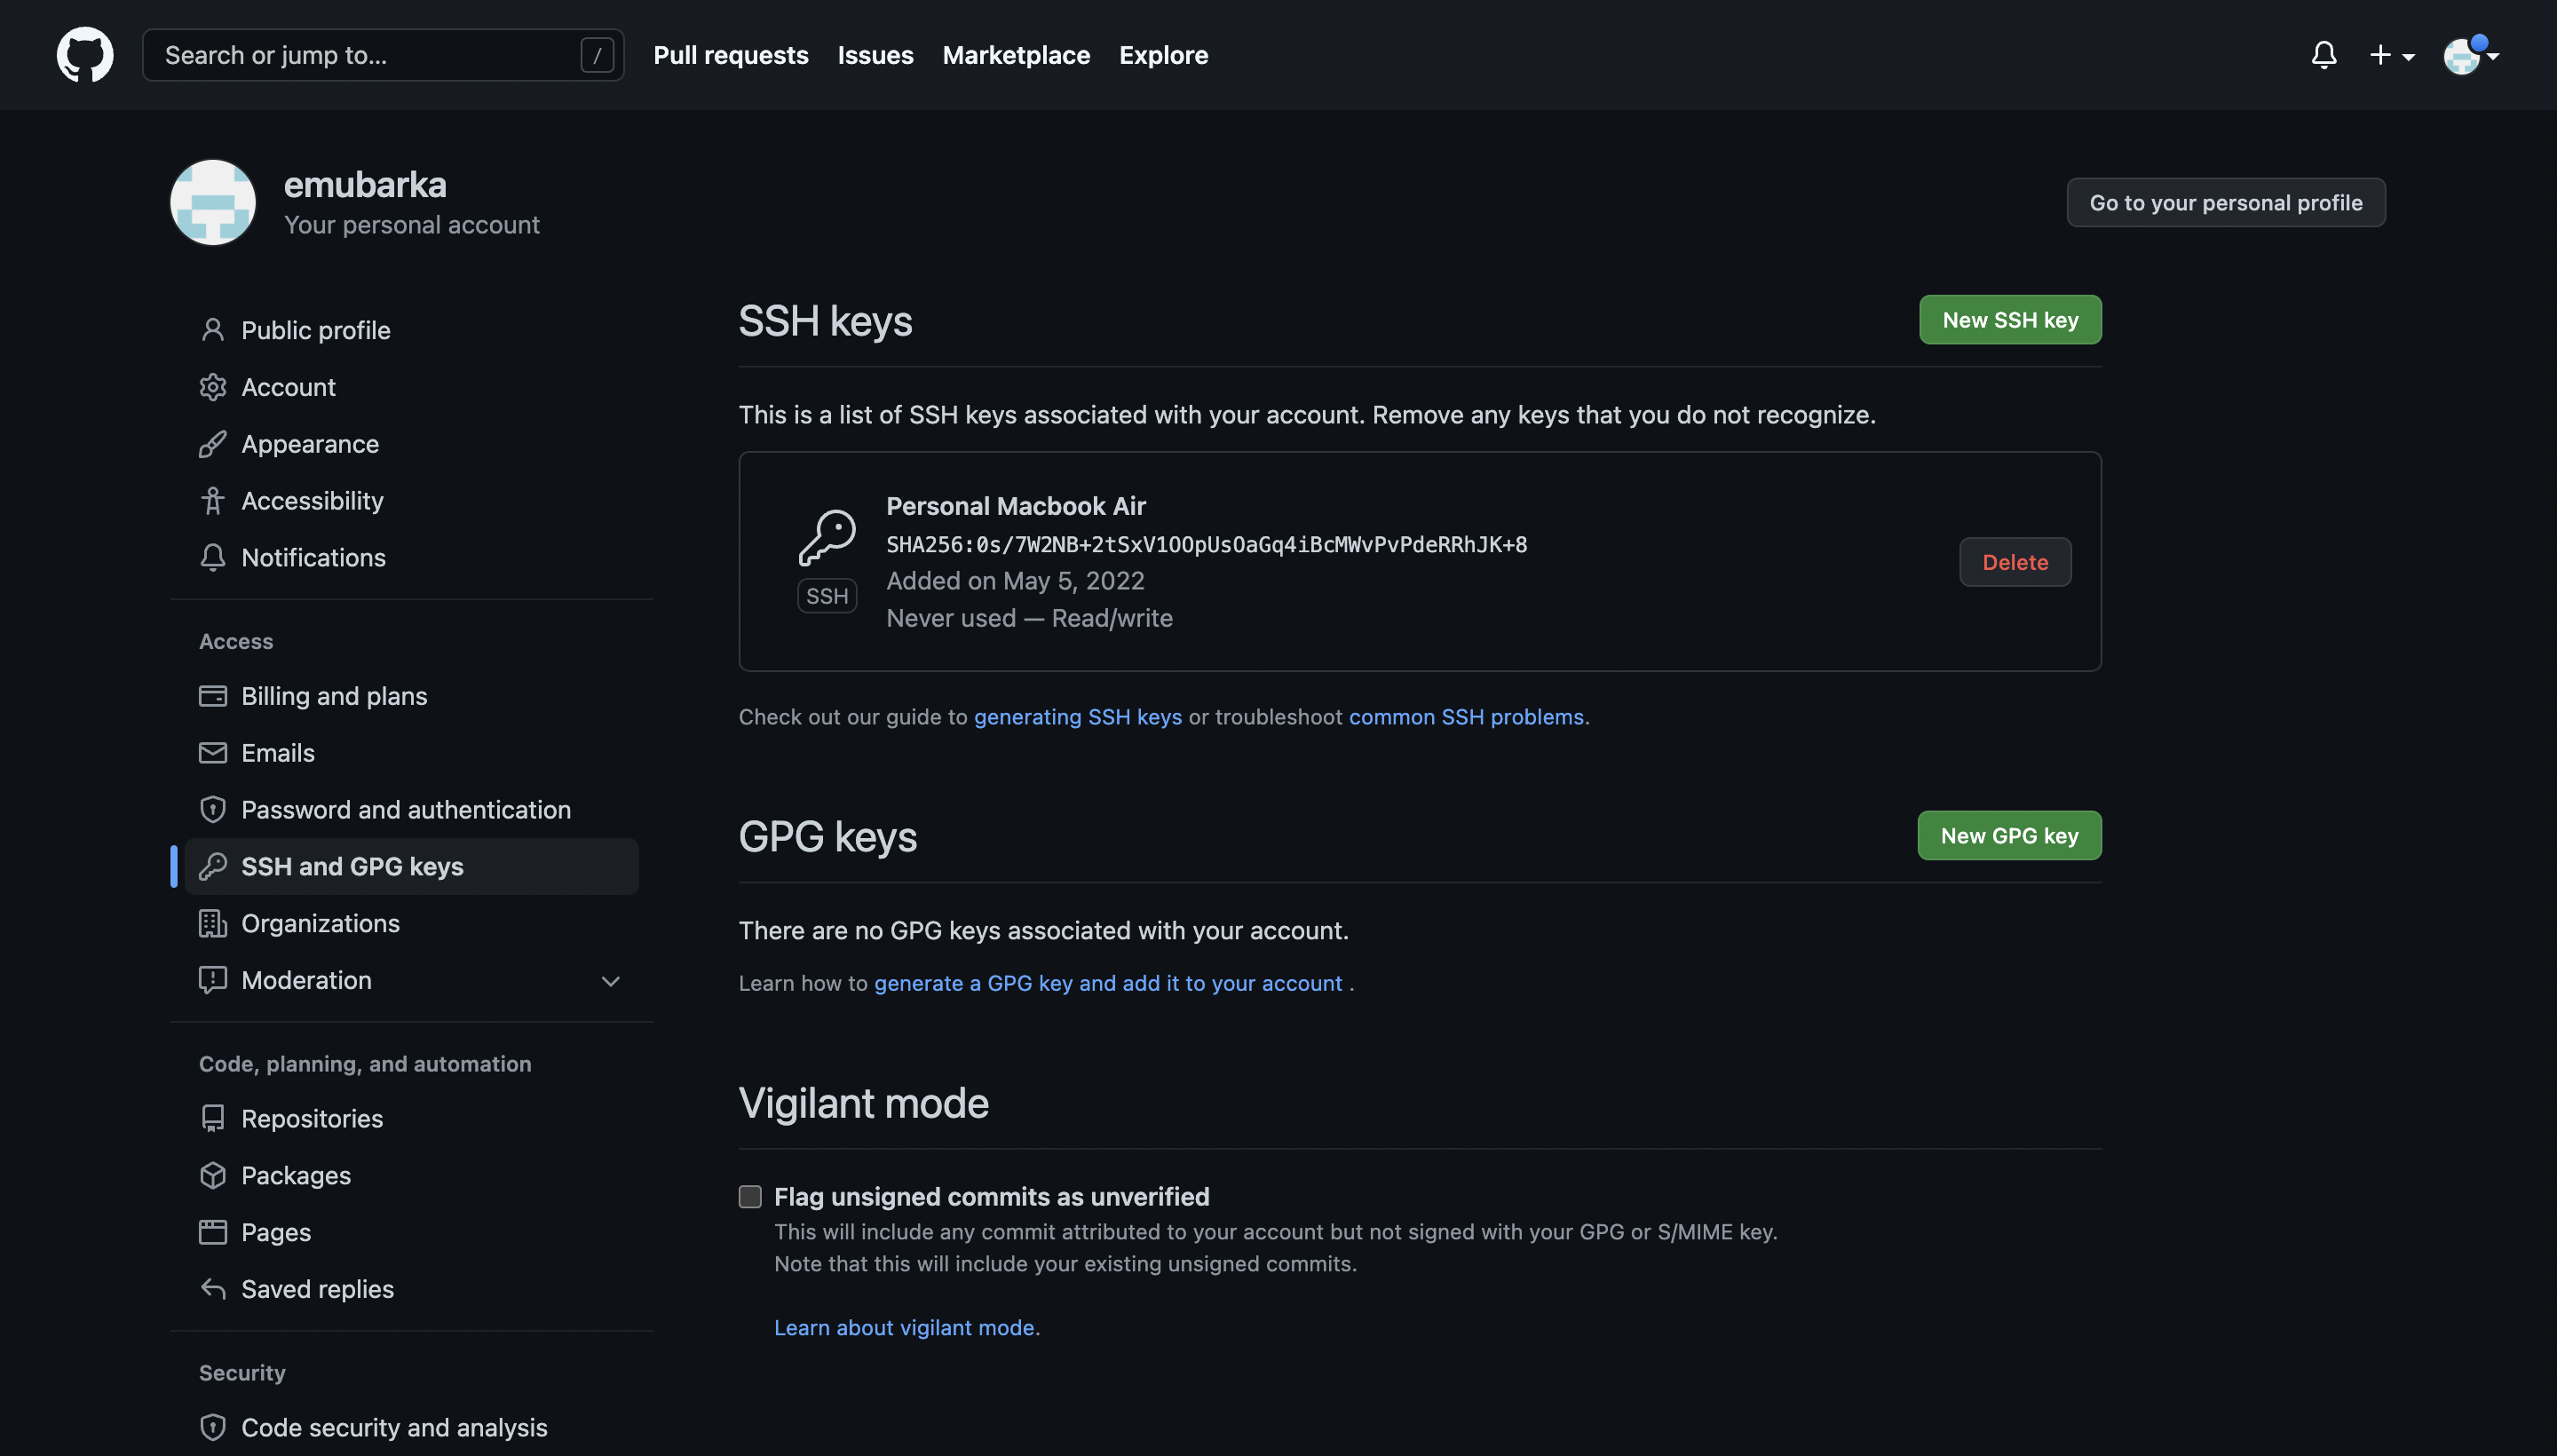 Search or jump to... /
Pull requests
Issues
Marketplace
Explore
emubarka
Your personal account
Go to your personal profile
Public profile
Account
Appearance
Accessibility
Notifications
Access
Billing and plans
Emails
Password and authentication
SSH and GPG keys
Organizations
Moderation
Code, planning, and automation
Repositories
Packages
Pages
Saved replies
Security
Code security and analysis
SSH keys
New SSH key
This is a list of SSH keys associated with your account. Remove any keys that you do not recognize.
Personal Macbook Air
SHA256:0s/7W2NB+2tSxV1OOpUsOaGq4iBcMWvPvPdeRRhJK+8
SSH
Added on May 5, 2022
Never used — Read/write
Delete
Check out our guide to generating SSH keys or troubleshoot common SSH problems.
GPG keys
New GPG key
There are no GPG keys associated with your account.
Learn how to generate a GPG key and add it to your account .
Vigilant mode
Flag unsigned commits as unverified
This will include any commit attributed to your account but not signed with your GPG or S/MIME key.
Note that this will include your existing unsigned commits.
Learn about vigilant mode.